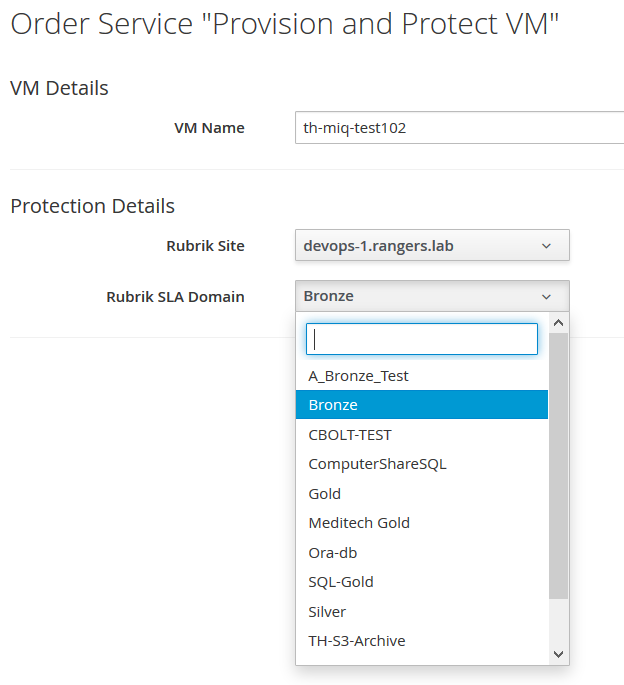 Order Service "Provision and Protect VM"
VM Details
VM Name th-miq-test102
Protection Details
Rubrik Site devops-1.rangers.lab
Rubrik SLA Domain Bronze
A_Bronze_Test
Bronze
CBOLT-TEST
ComputerShareSQL
Gold
Meditech Gold
Ora-db
SQL-Gold
Silver
TH-S3-Archive